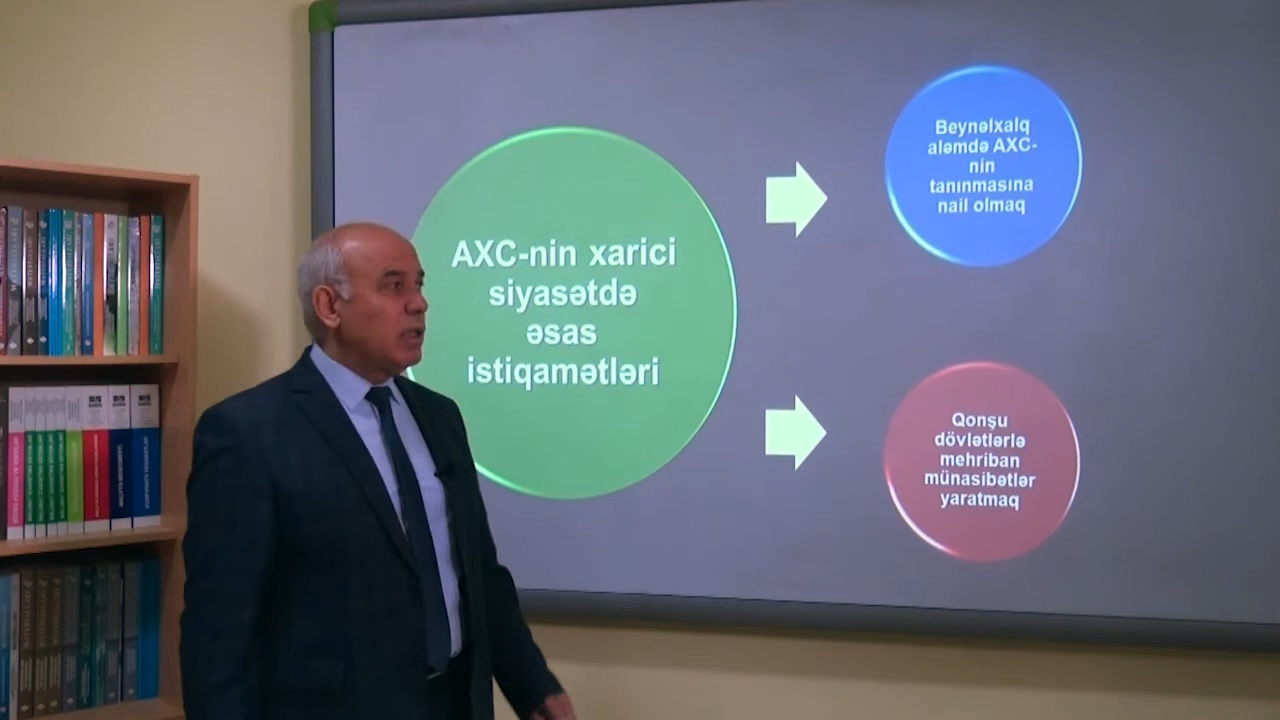 AXC-nin xarici
siyasətdə
əsas
istiqamətləri
Beynəlxalq
aləmdə AXC-
nin
tanınmasına
nail olmaq
Qonşu
dövlətlərlə
mehriban
münasibətlər
yaratmaq